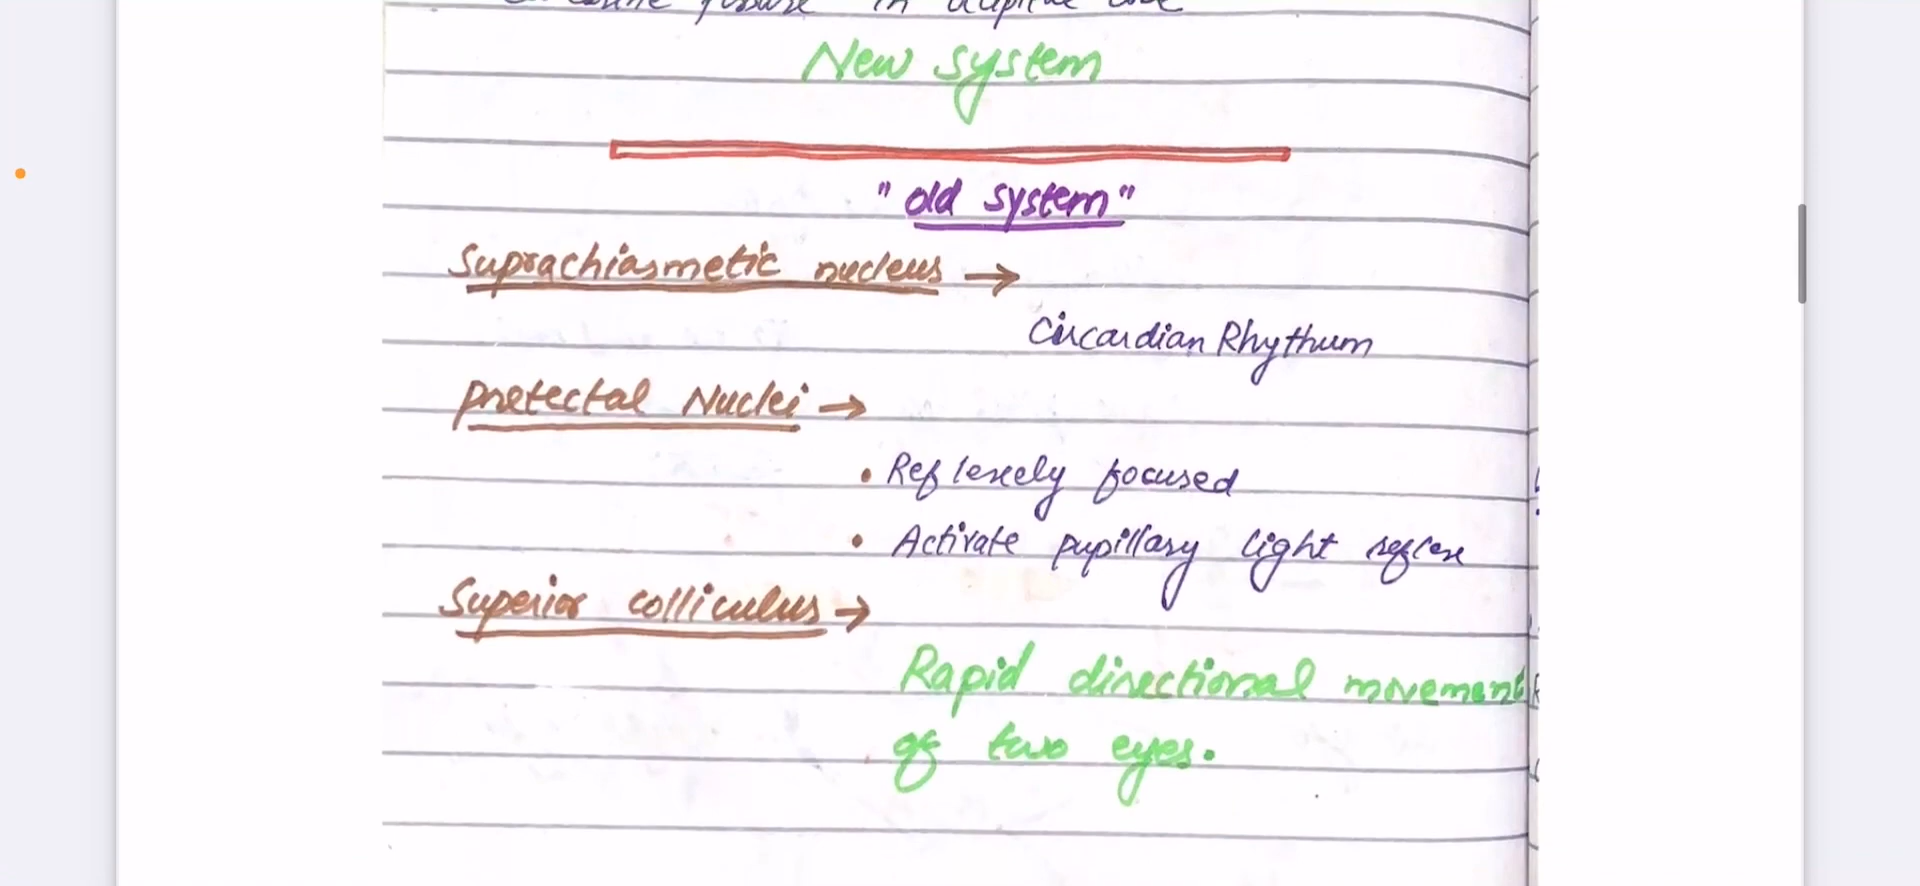 New system
"old system"
Suprachiasmetic nucleus →
Circardian Rhythum
pretectal Nuclei →
• Reflexely focused
• Activate pupillary light reflex
Superior colliculus →
Rapid directional movement
of two eyes.